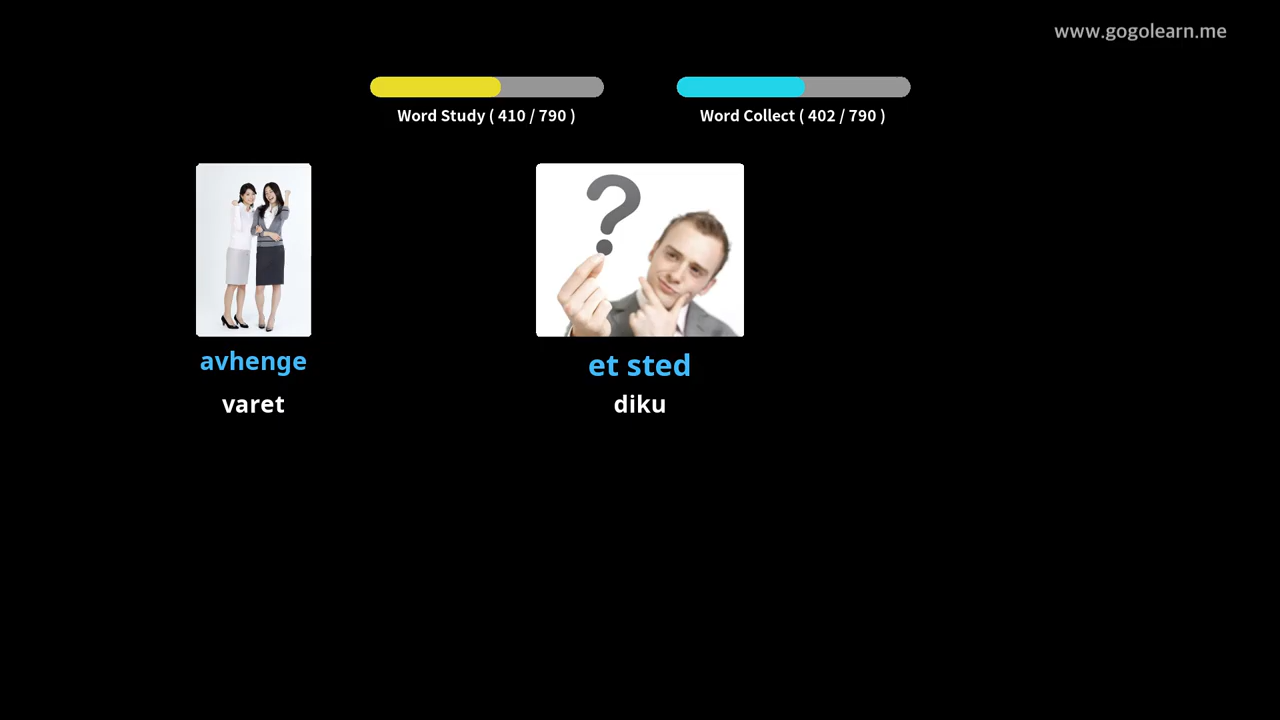 www.gogolearn.me
Word Study ( 410 / 790 )
Word Collect ( 402 / 790 )
avhenge
varet
et sted
diku